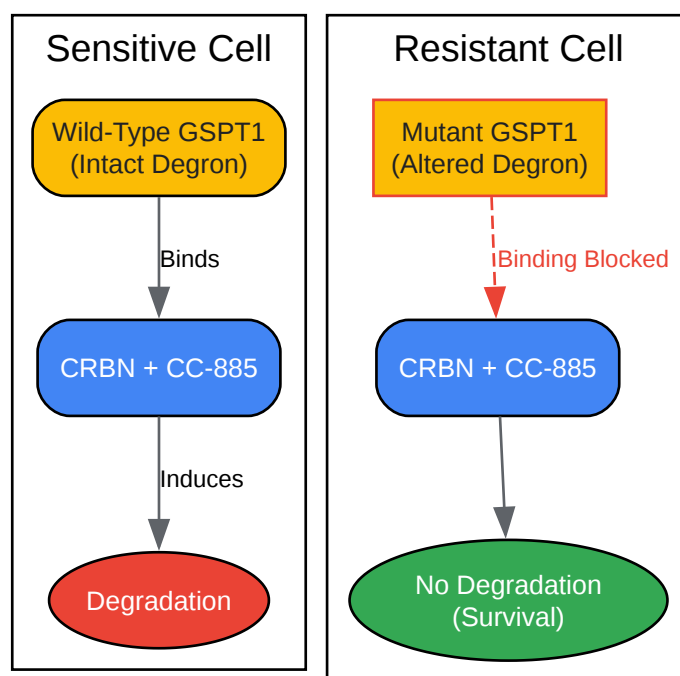 Sensitive Cell
Wild-Type GSPT1
(Intact Degron)
Binds
CRBN + CC-885
Induces
Degradation
Resistant Cell
Mutant GSPT1
(Altered Degron)
Binding Blocked
CRBN + CC-885
No Degradation
(Survival)